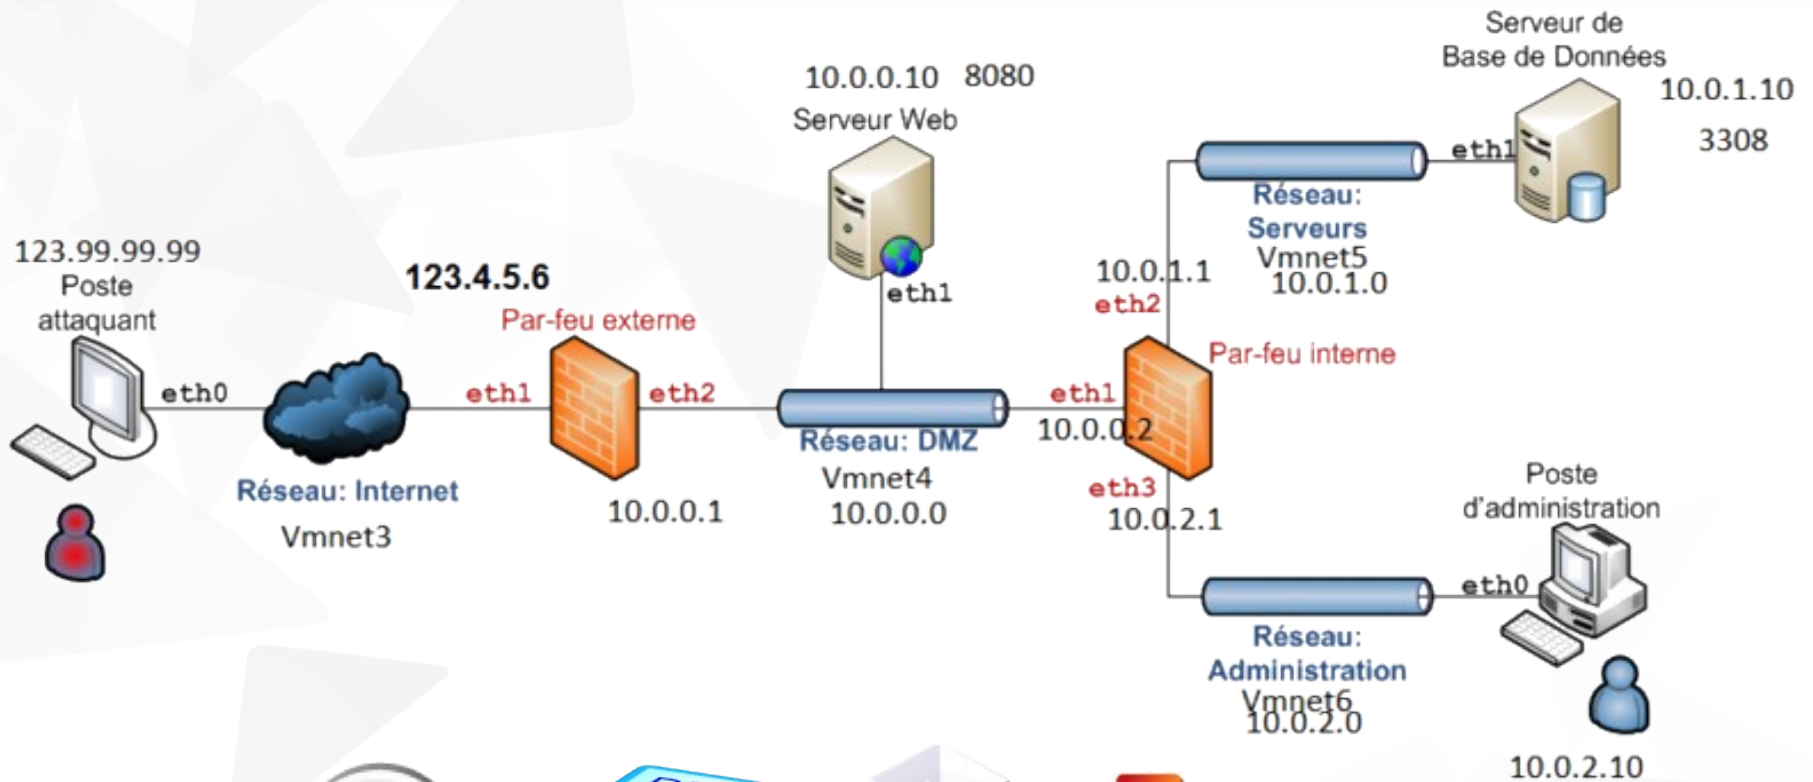 Serveur de
Base de Données
10.0.1.10
3308
10.0.0.10 8080
Serveur Web
eth1
eth1
Réseau:
Serveurs
Vmnet5
10.0.1.0
123.99.99.99
Poste
attaquant
eth0
123.4.5.6
Par-feu externe
eth1
eth2
10.0.0.1
Réseau: Internet
Vmnet3
Réseau: DMZ
Vmnet4
10.0.0.0
10.0.1.1
eth2
Par-feu interne
eth1
10.0.0.2
eth3
10.0.2.1
Poste
d'administration
eth0
Réseau:
Administration
Vmnet6
10.0.2.0
10.0.2.10